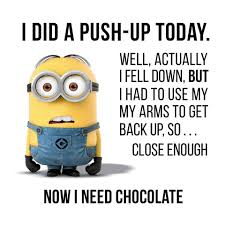 I DID A PUSH-UP TODAY.
WELL, ACTUALLY
I FELL DOWN, BUT
I HAD TO USE MY
MY ARMS TO GET
BACK UP, SO . . .
CLOSE ENOUGH
NOW I NEED CHOCOLATE